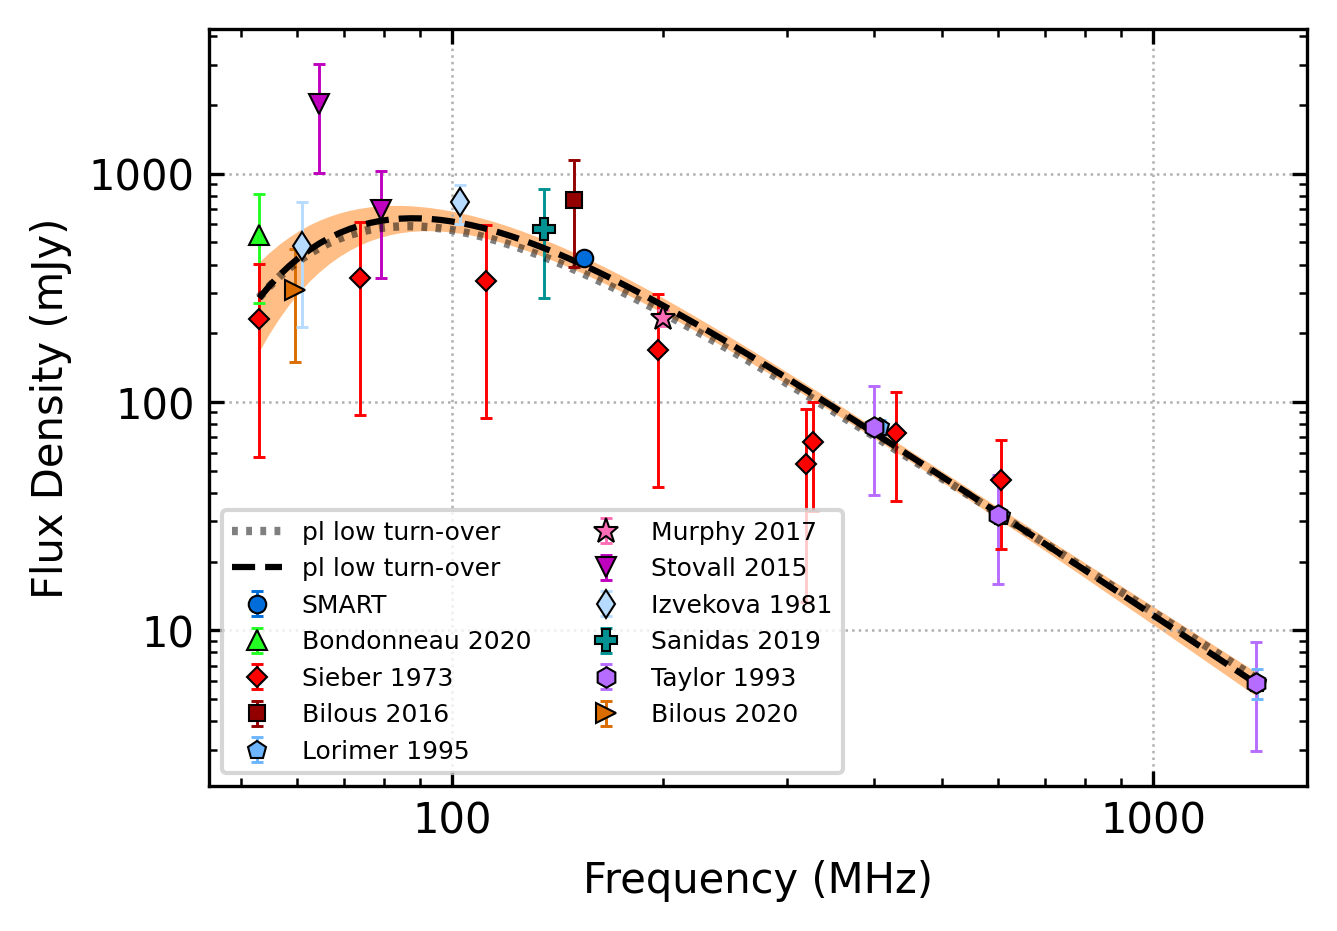 Flux Density (mJy)
1000
100
10
pl low turn-over
pl low turn-over
SMART
Bondonneau 2020
Sieber 1973
Bilous 2016
Lorimer 1995
Murphy 2017
Stovall 2015
Izvekova 1981
Sanidas 2019
Taylor 1993
Bilous 2020
100
1000
Frequency (MHz)